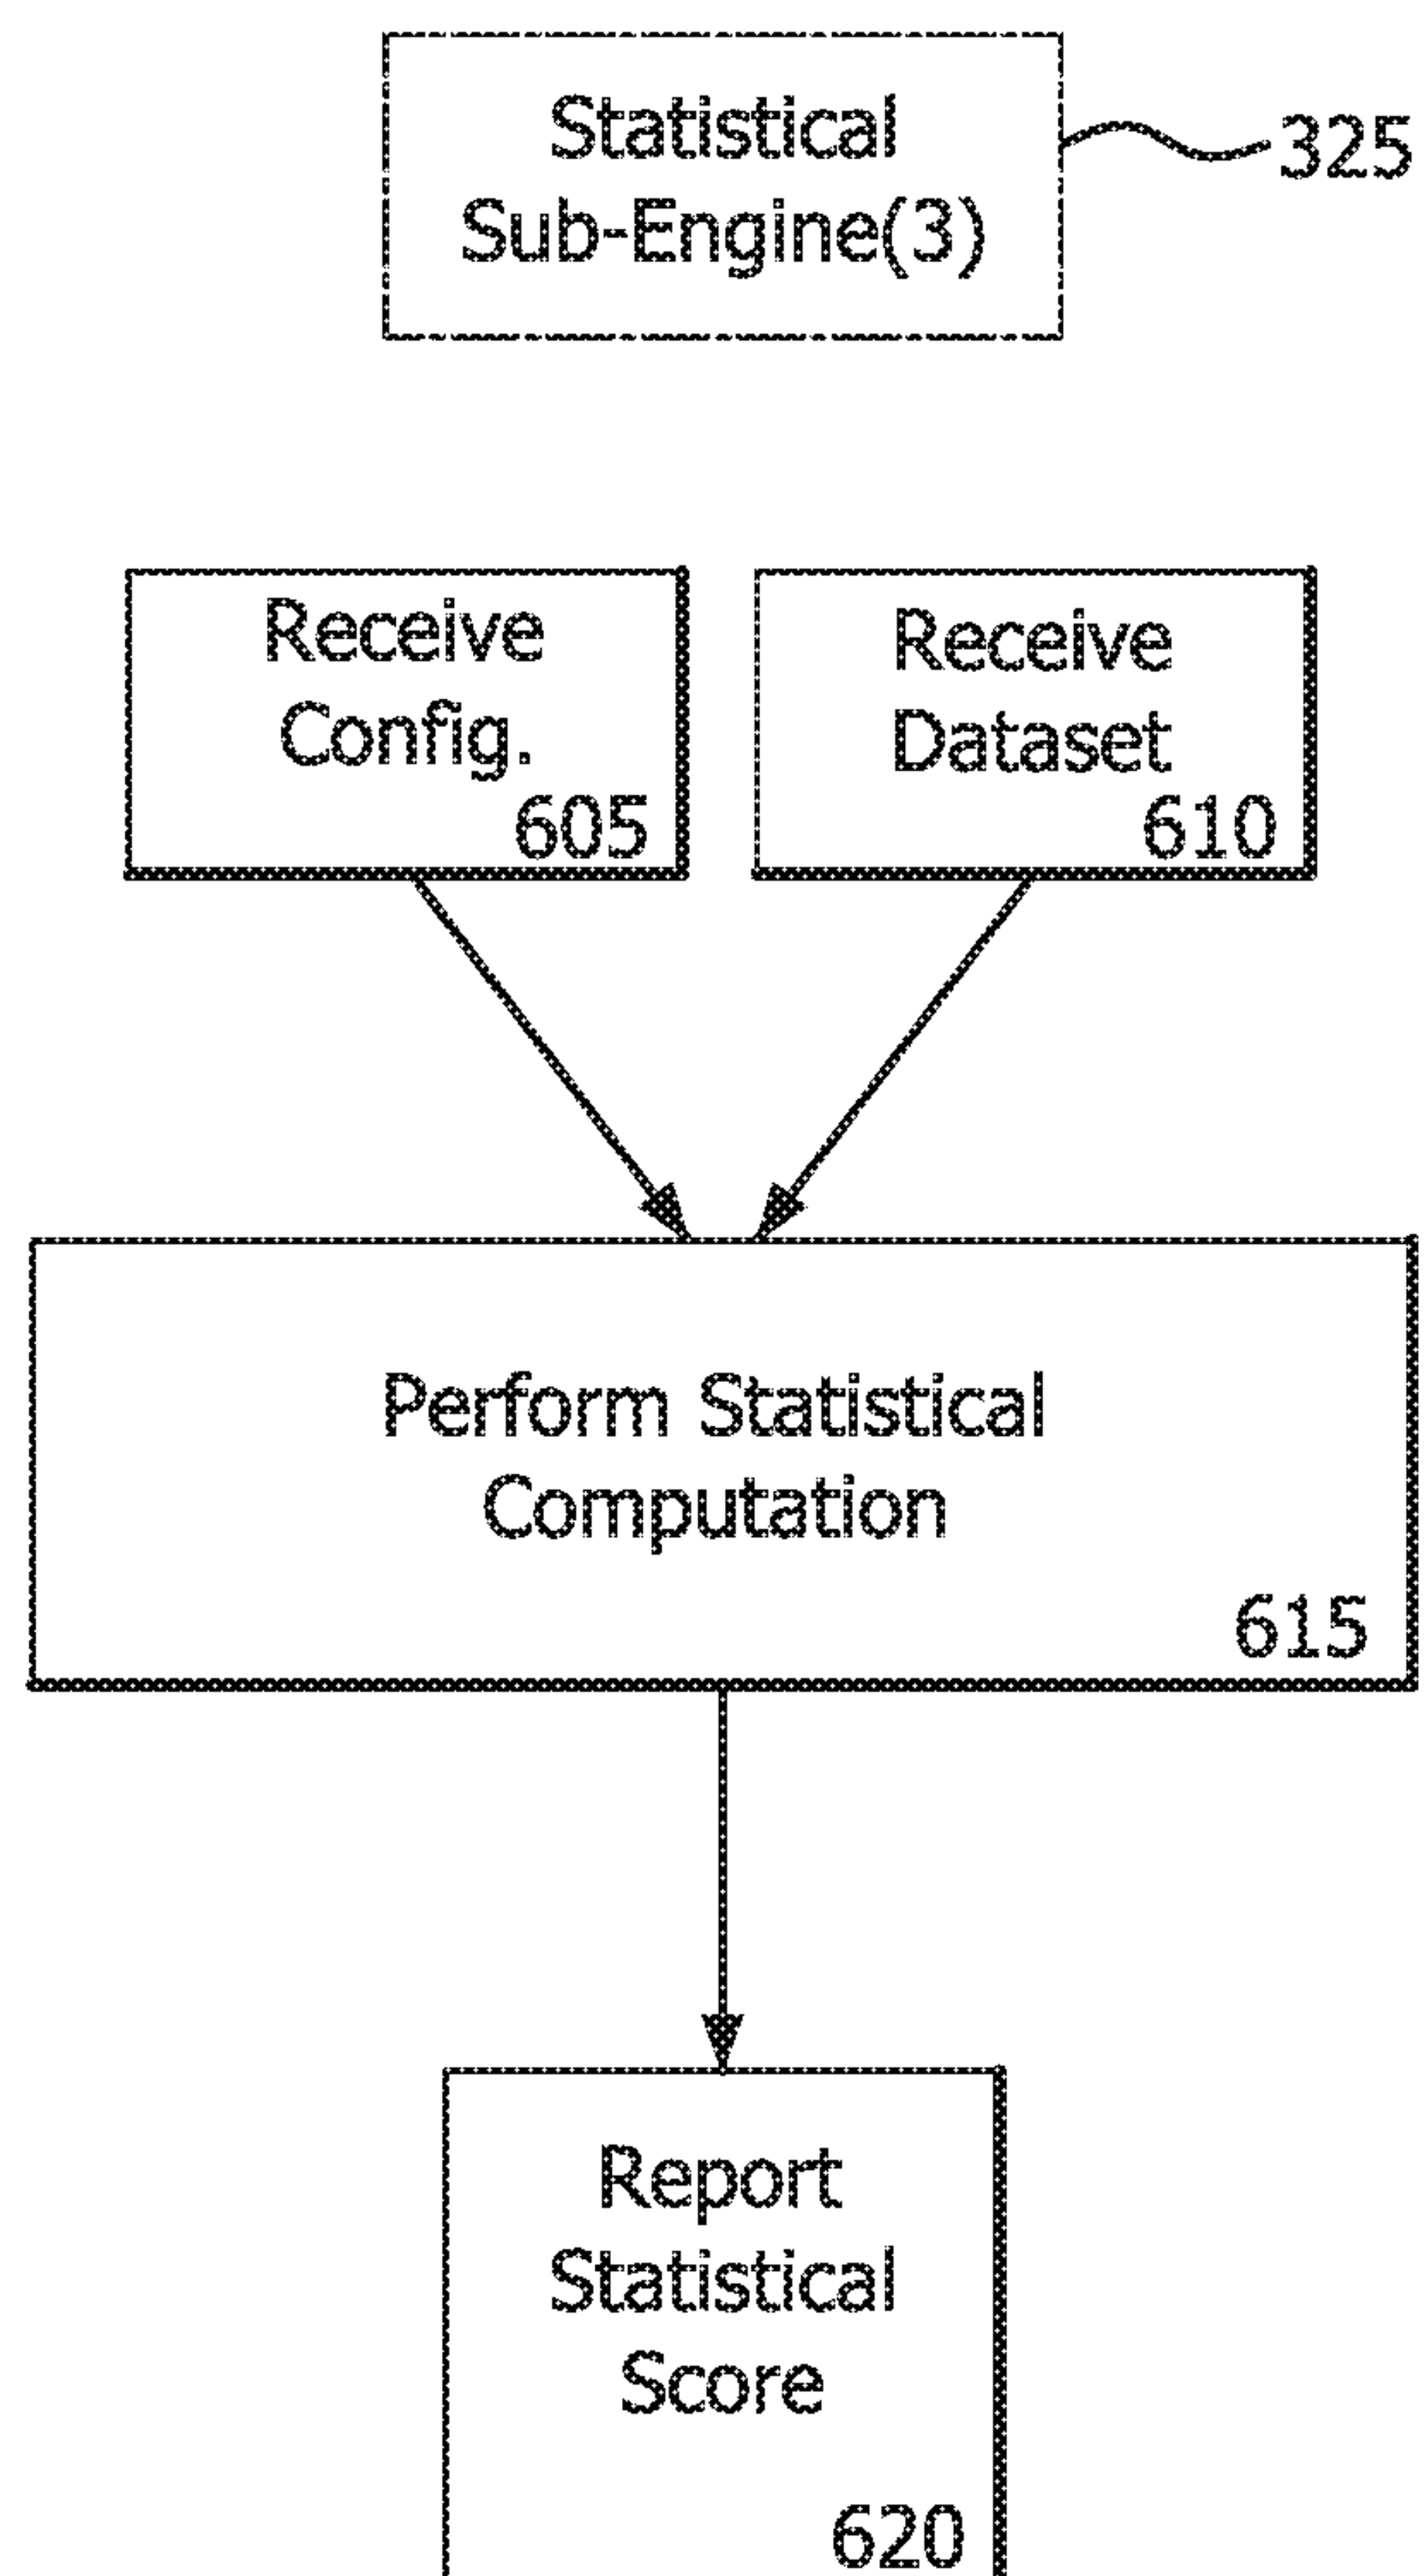 Statistical
Sub-Engine(3)
325
Receive
Config.
605
Receive
Dataset
610
Perform Statistical
Computation
615
Report
Statistical
Score
620